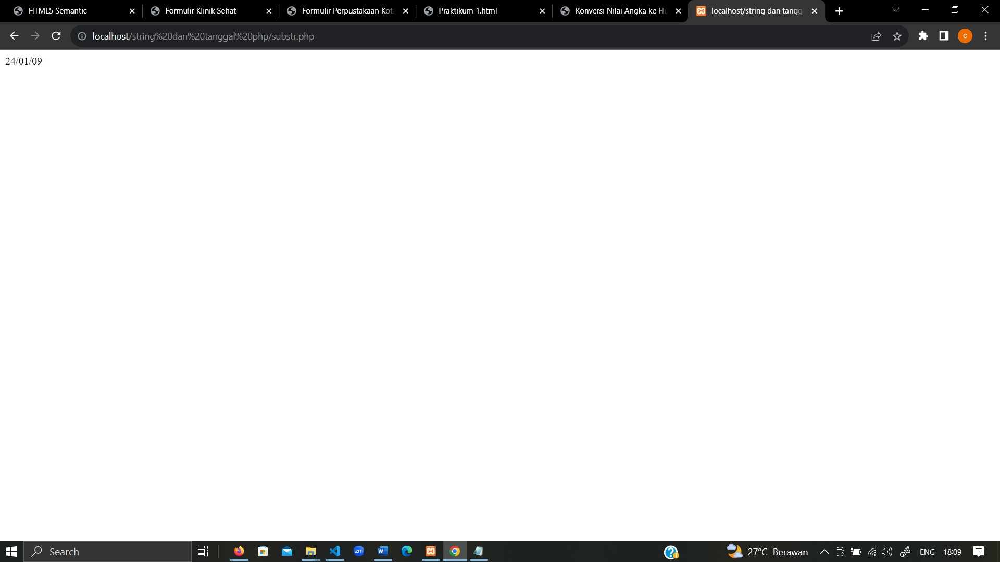 HTML5 Semantic
Formulir Klinik Sehat
Formulir Perpustakaan Kot
Praktikum 1.html
Konversi Nilai Angka ke Hu
localhost/string dan tangg
localhost/string%20dan%20tanggal%20php/substr.php
c
24/01/09
Search
zm
W
27°C Berawan
ENG
18:09